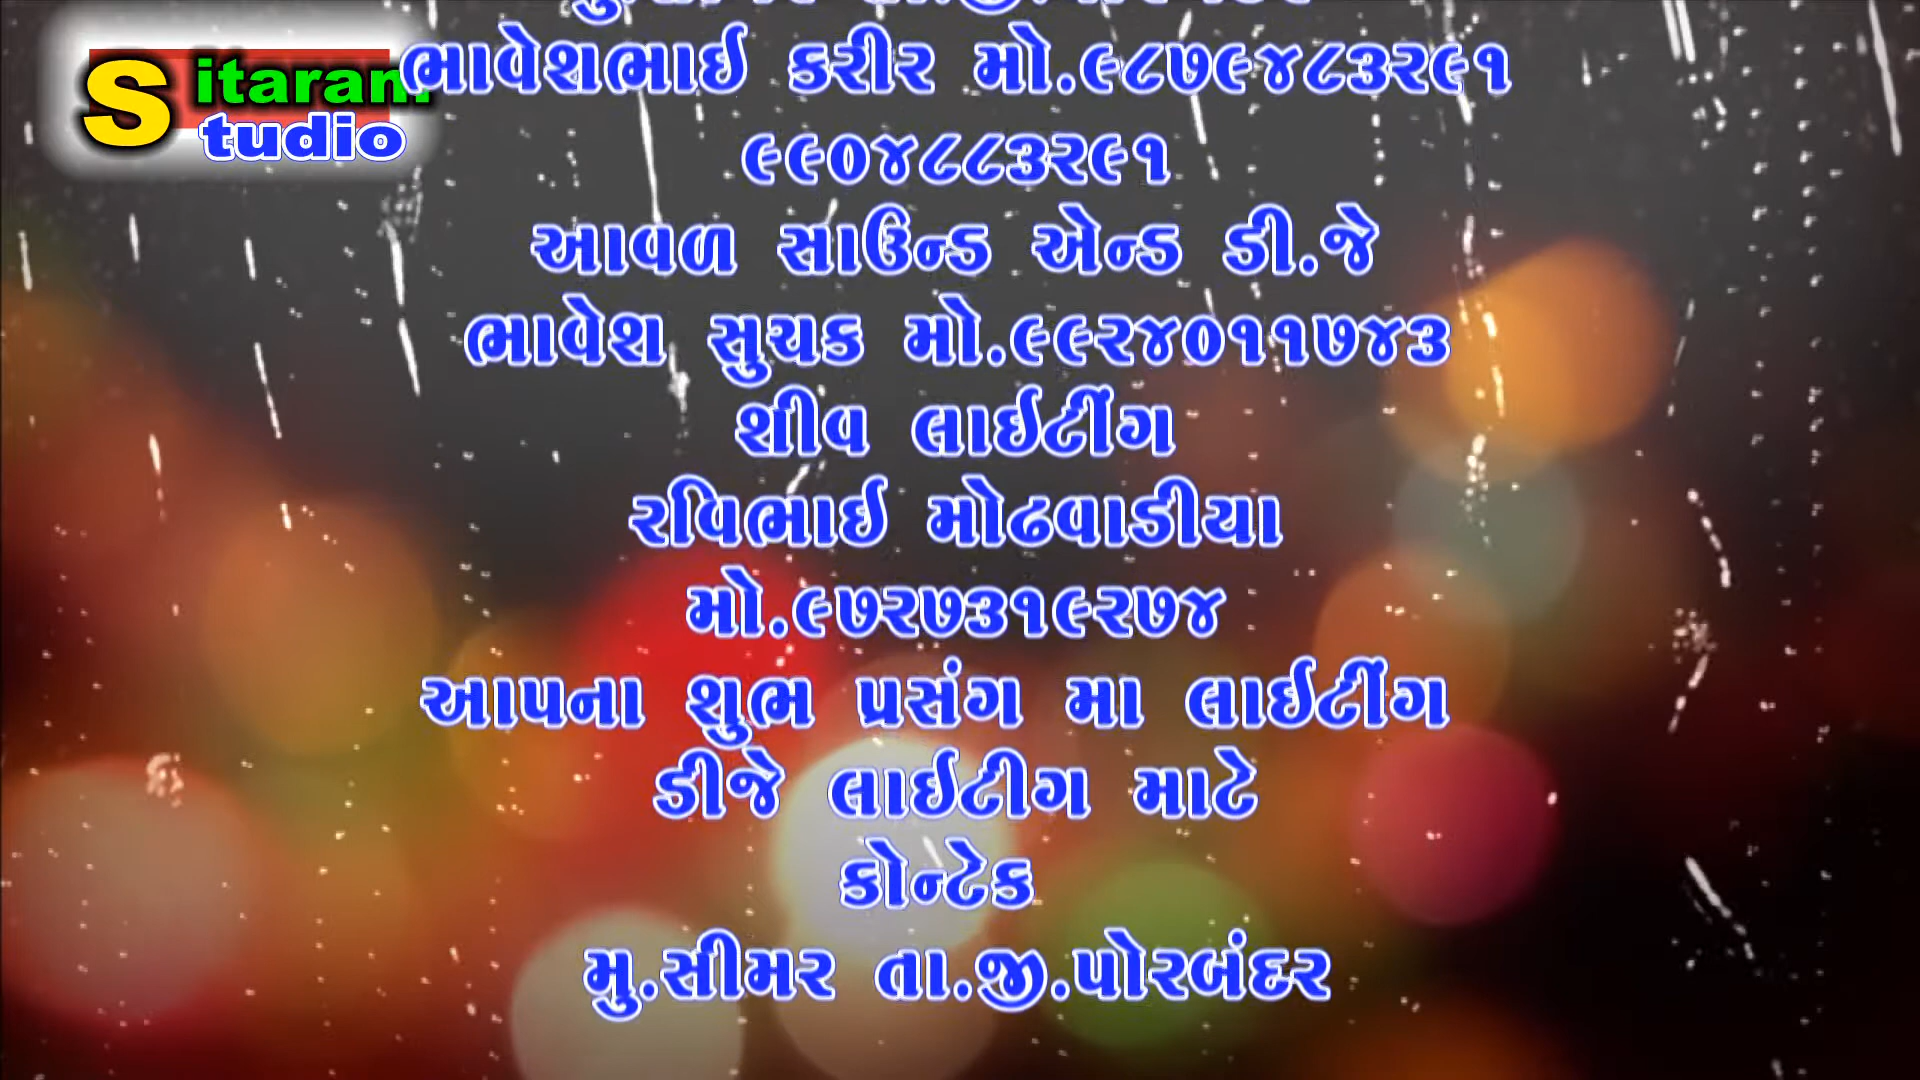 Sitaram
Studio
ભાવેશભાઈ કરીર મો.૯૮૭૯૪૮૩૨૯૧
૯૯૦૪૮૮૩૨૯૧
આવળ સાઉન્ડ એન્ડ ડી.જે
ભાવેશ સુચક મો.૯૯૨૪૦૧૧૭૪૩
શીવ લાઈટીંગ
રવિભાઈ મોઢવાડીયા
મો.૯૭૨૭૩૧૯૨૭૪
આપના શુભ પ્રસંગ મા લાઈટીંગ
ડીજે લાઈટીગ માટે
કોન્ટેક
મુ.સીમર તા.જી.પોરબંદર